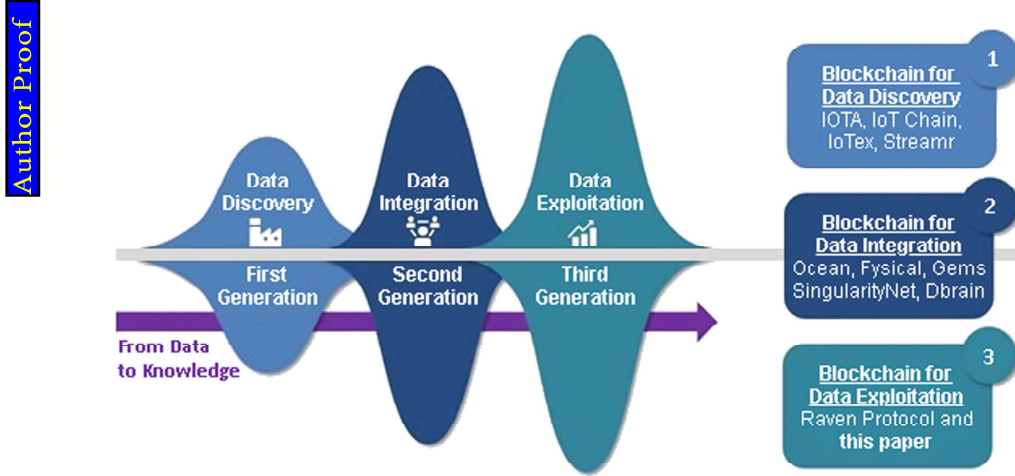 Author Proof
Data
Discovery
First
Generation
Data
Integration
Second
Generation
Data
Exploitation
Third
Generation
From Data
to Knowledge
1
Blockchain for
Data Discovery
IOTA, IoT Chain,
IoTex, Streamr
2
Blockchain for
Data Integration
Ocean, Fysical, Gems
SingularityNet, Dbrain
3
Blockchain for
Data Exploitation
Raven Protocol and
this paper